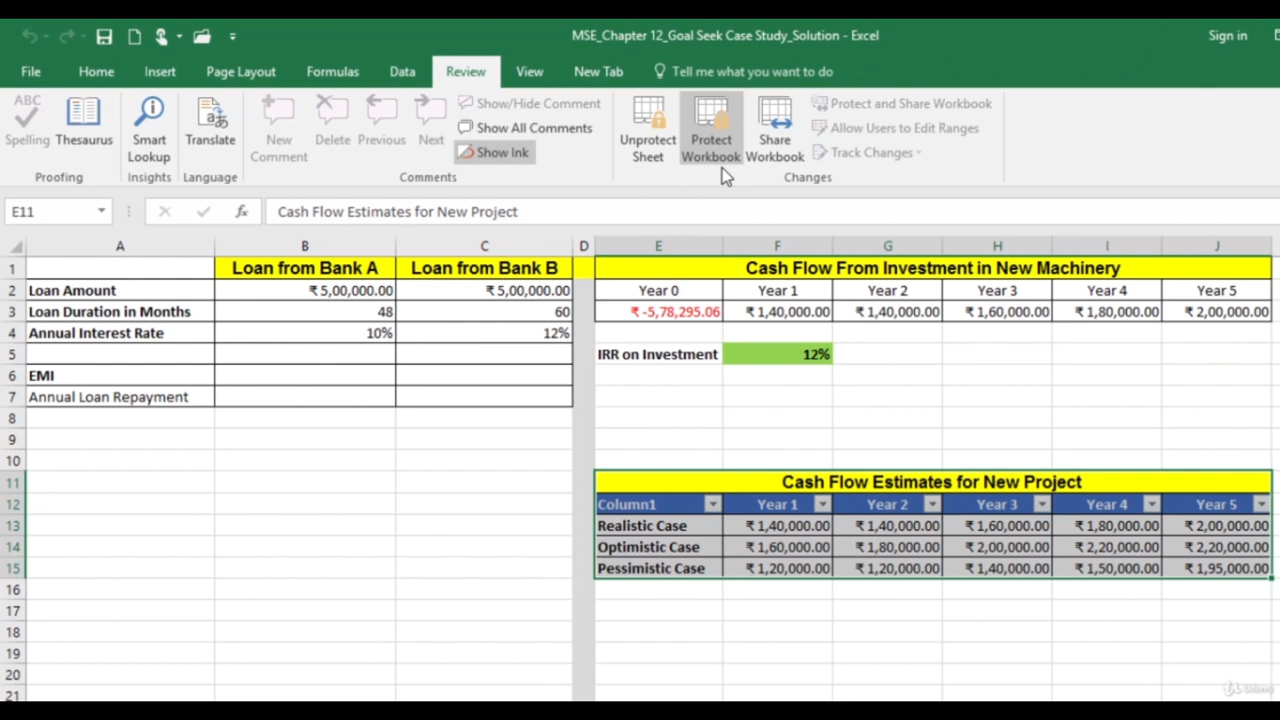 MSE_Chapter 12_Goal Seek Case Study_Solution - Excel
Sign in
File Home Insert Page Layout Formulas Data Review View New Tab Tell me what you want to do
ABC
Spelling
Thesaurus
Proofing
Smart Lookup
Insights
Translate
Language
New Comment
Delete
Previous
Next
Show/Hide Comment
Show All Comments
Show Ink
Comments
Unprotect Sheet
Protect Workbook
Share Workbook
Protect and Share Workbook
Allow Users to Edit Ranges
Track Changes
Changes
E11 fx Cash Flow Estimates for New Project
A B C D E F G H I J
1 Loan from Bank A Loan from Bank B Cash Flow From Investment in New Machinery
2 Loan Amount ₹ 5,00,000.00 ₹ 5,00,000.00 Year 0 Year 1 Year 2 Year 3 Year 4 Year 5
3 Loan Duration in Months 48 60 ₹ -5,78,295.06 ₹ 1,40,000.00 ₹ 1,40,000.00 ₹ 1,60,000.00 ₹ 1,80,000.00 ₹ 2,00,000.00
4 Annual Interest Rate 10% 12%
5 IRR on Investment 12%
6 EMI
7 Annual Loan Repayment
8
9
10
11 Cash Flow Estimates for New Project
12 Column1 Year 1 Year 2 Year 3 Year 4 Year 5
13 Realistic Case ₹ 1,40,000.00 ₹ 1,40,000.00 ₹ 1,60,000.00 ₹ 1,80,000.00 ₹ 2,00,000.00
14 Optimistic Case ₹ 1,60,000.00 ₹ 1,80,000.00 ₹ 2,00,000.00 ₹ 2,20,000.00 ₹ 2,20,000.00
15 Pessimistic Case ₹ 1,20,000.00 ₹ 1,20,000.00 ₹ 1,40,000.00 ₹ 1,50,000.00 ₹ 1,95,000.00
16
17
18
19
20
21
Udemy